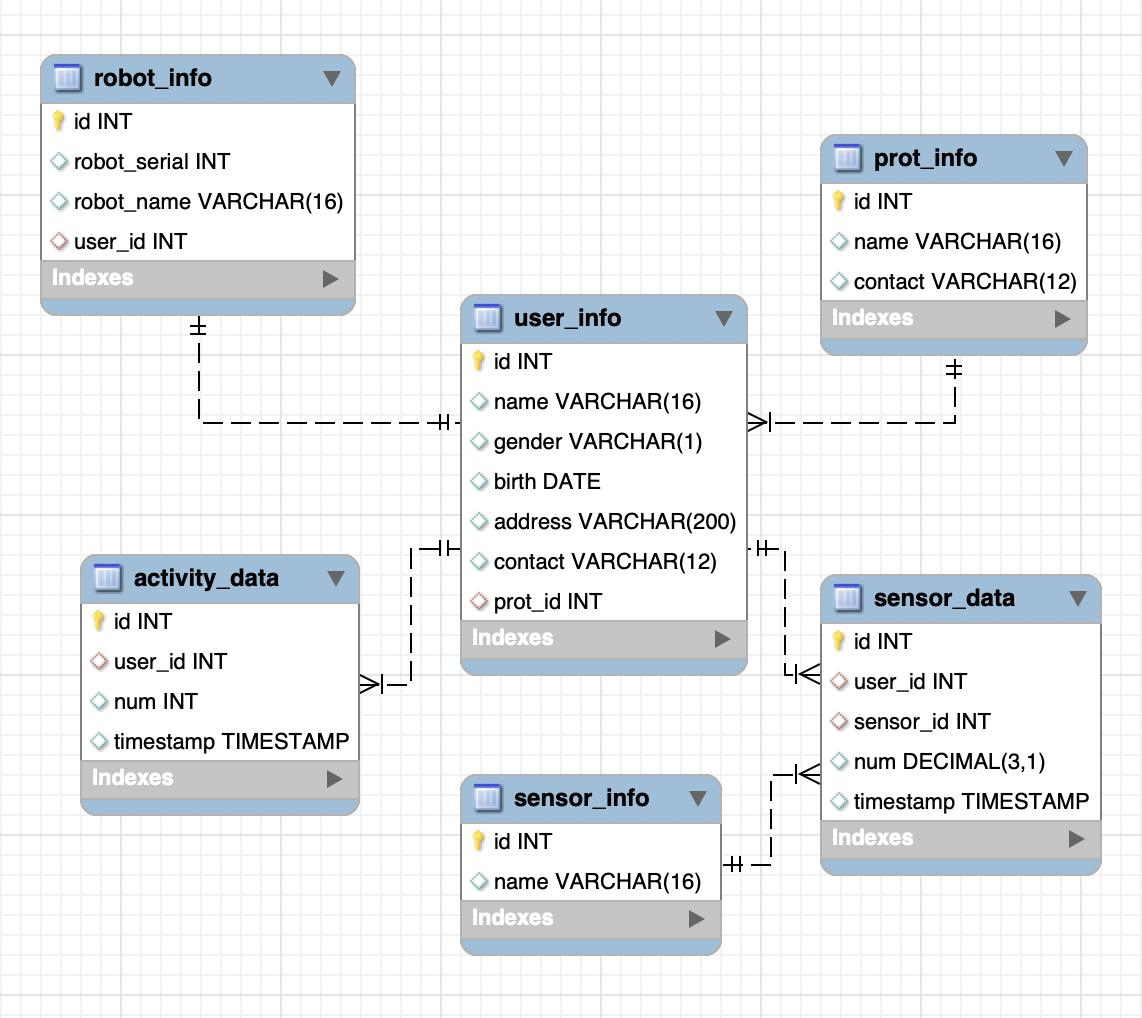 robot_info
id INT
robot_serial INT
robot_name VARCHAR(16)
user_id INT
Indexes
prot_info
id INT
name VARCHAR(16)
contact VARCHAR(12)
Indexes
user_info
id INT
name VARCHAR(16)
gender VARCHAR(1)
birth DATE
address VARCHAR(200)
contact VARCHAR(12)
prot_id INT
Indexes
activity_data
id INT
user_id INT
num INT
timestamp TIMESTAMP
Indexes
sensor_data
id INT
user_id INT
sensor_id INT
num DECIMAL(3,1)
timestamp TIMESTAMP
Indexes
sensor_info
id INT
name VARCHAR(16)
Indexes